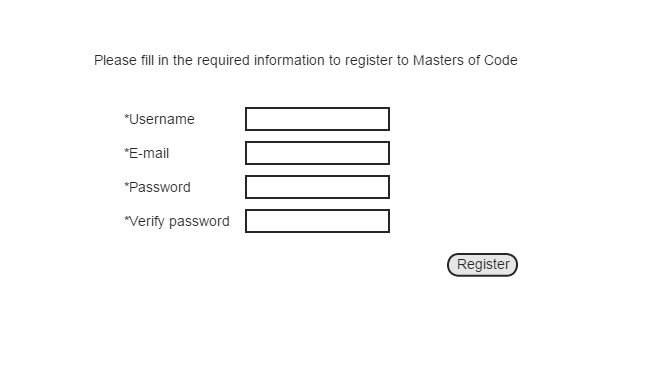 Please fill in the required information to register to Masters of Code
*Username
*E-mail
*Password
*Verify password
Register